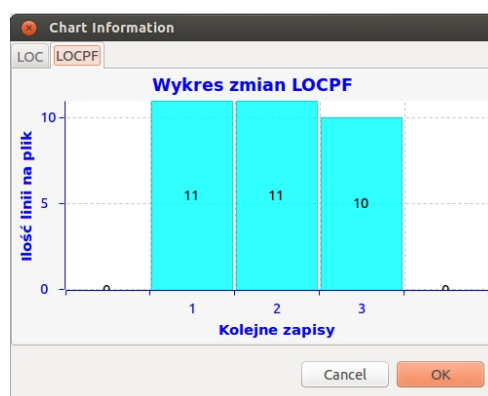 Chart Information
LOC LOCPF
Wykres zmian LOCPF
Ilość linii na plik
10
5
0
0 11 11 10 0
1 2 3
Kolejne zapisy
Cancel OK